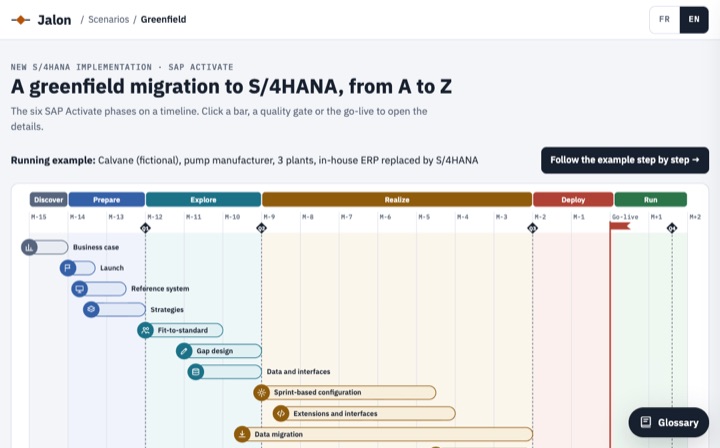 Jalon / Scenarios / Greenfield
FR EN
NEW S/4HANA IMPLEMENTATION · SAP ACTIVATE
A greenfield migration to S/4HANA, from A to Z
The six SAP Activate phases on a timeline. Click a bar, a quality gate or the go-live to open the
details.
Running example: Calvane (fictional), pump manufacturer, 3 plants, in-house ERP replaced by S/4HANA
Follow the example step by step →
Discover Prepare Explore Realize Deploy Run
M-15 M-14 M-13 M-12 M-11 M-10 M-9 M-8 M-7 M-6 M-5 M-4 M-3 M-2 M-1 Go-live M+1 M+2
Business case
Launch
Reference system
Strategies
Fit-to-standard
Gap design
Data and interfaces
Sprint-based configuration
Extensions and interfaces
Data migration
Glossary